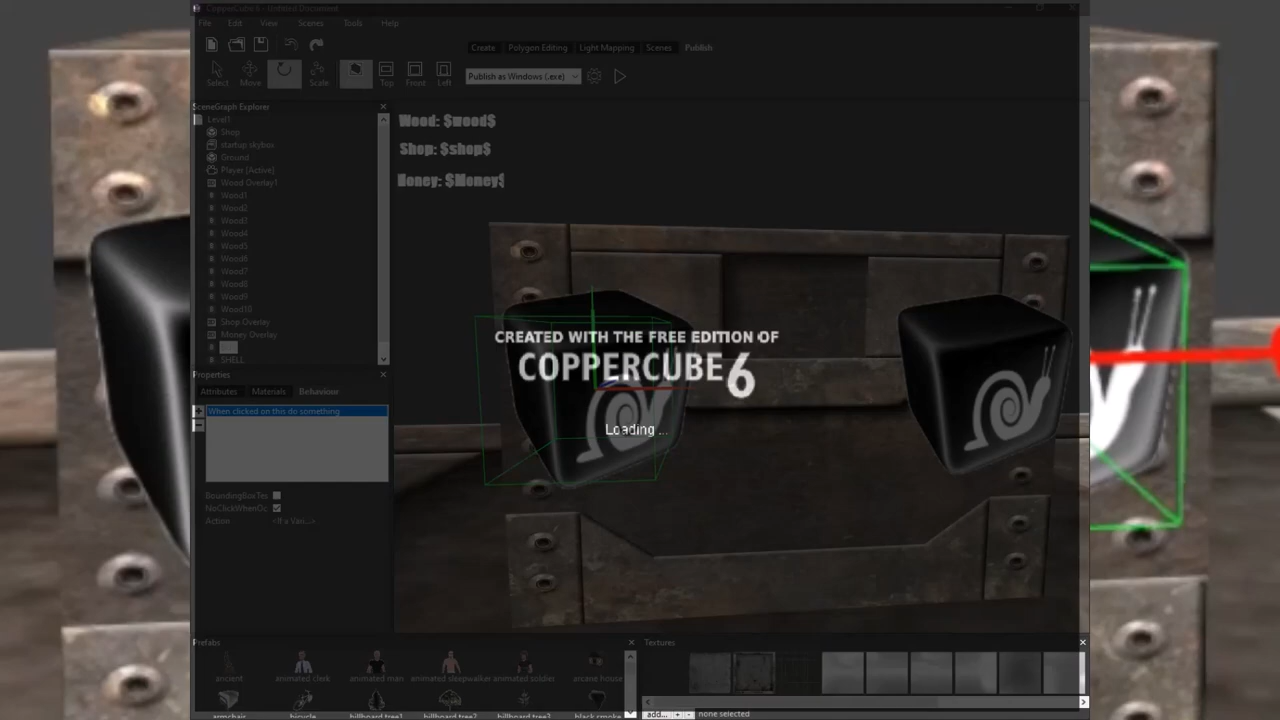 CopperCube 6 - Untitled Document
File Edit View Scenes Tools Help
Create Polygon Editing Light Mapping Scenes Publish
Select Move Scale Top Front Left Publish as Windows (.exe)
SceneGraph Explorer
Level1
Shop
startup skybox
Ground
Player [Active]
Wood Overlay1
Wood1
Wood2
Wood3
Wood4
Wood5
Wood6
Wood7
Wood8
Wood9
Wood10
Shop Overlay
Money Overlay
SHELL
Wood: $wood$
Shop: $shop$
Money: $Money$
CREATED WITH THE FREE EDITION OF
COPPERCUBE 6
Loading ...
Properties
Attributes Materials Behaviour
When clicked on this do something
BoundingBoxTes
NoClickWhenOc
Action <If a Vari...>
Prefabs
ancient animated clerk animated man animated sleepwalker animated soldier arcane house
armchair bicycle billboard tree1 billboard tree2 billboard tree3 black smoke
Textures
add... + - none selected